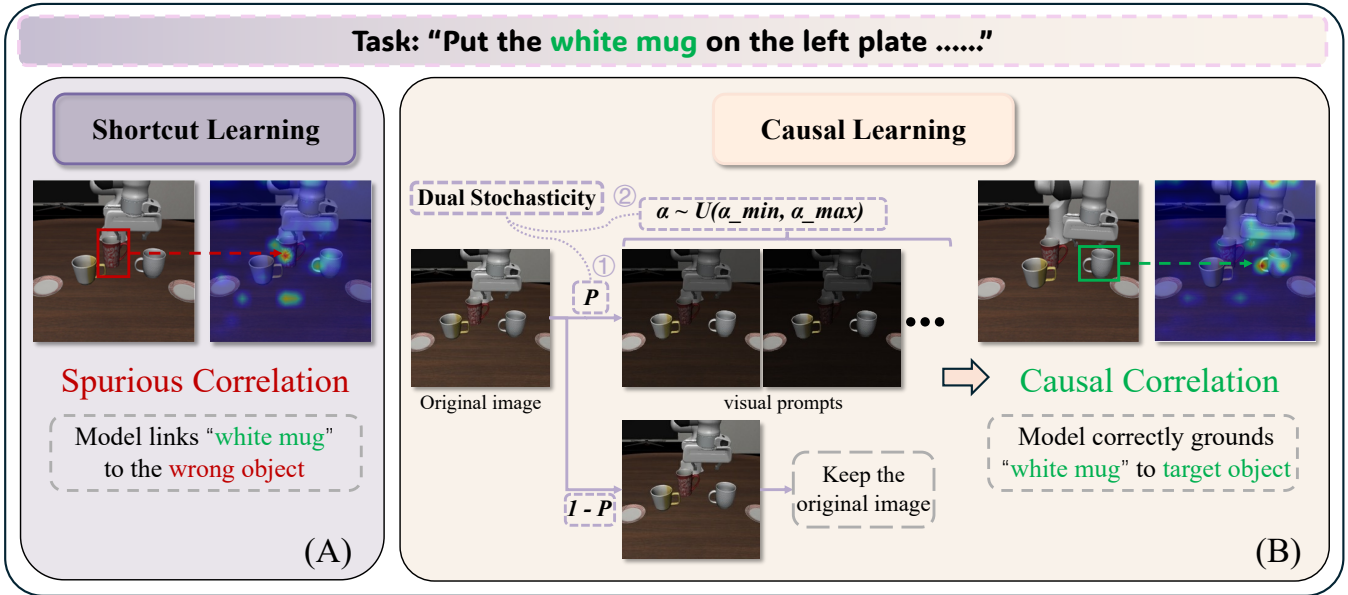 Task: “Put the white mug on the left plate ......”
Shortcut Learning
Spurious Correlation
Model links “white mug”
to the wrong object
(A)
Causal Learning
Dual Stochasticity
②
α ~ U(α_min, α_max)
①
P
Original image
visual prompts
•••
1 - P
Keep the
original image
Causal Correlation
Model correctly grounds
“white mug” to target object
(B)